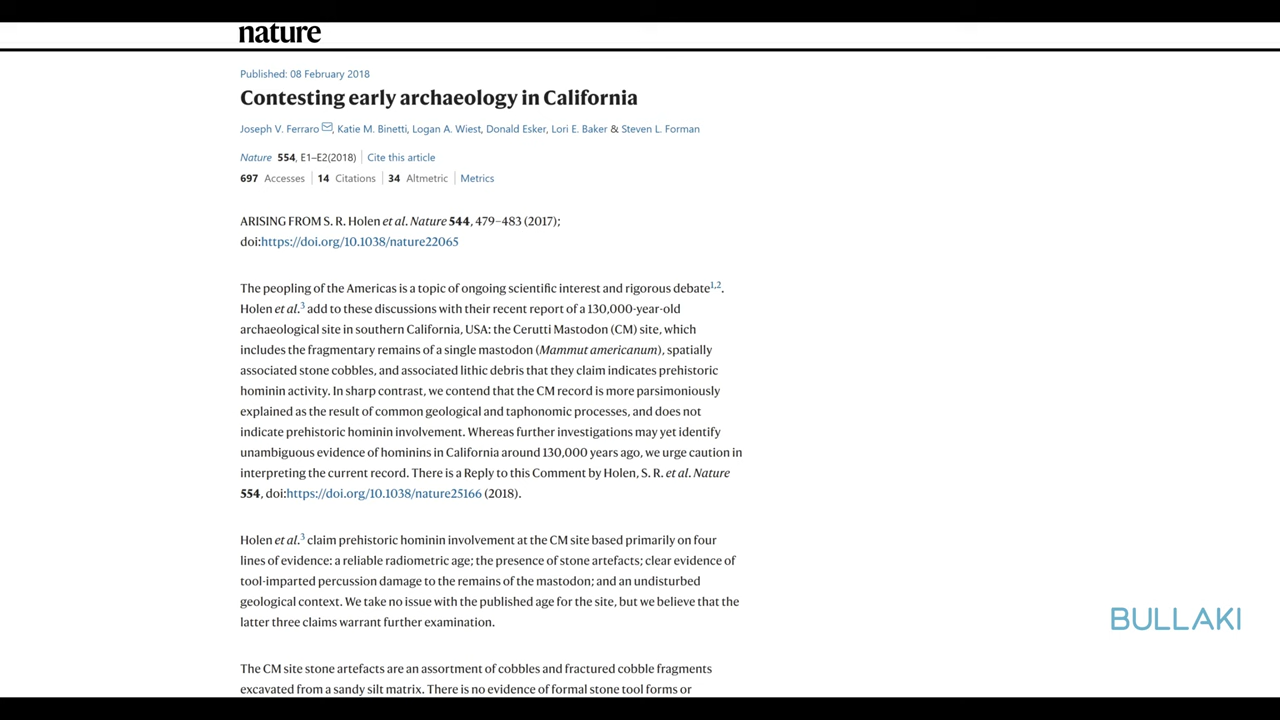 nature
Published: 08 February 2018
Contesting early archaeology in California
Joseph V. Ferraro, Katie M. Binetti, Logan A. Wiest, Donald Esker, Lori E. Baker & Steven L. Forman
Nature 554, E1–E2(2018) | Cite this article
697 Accesses | 14 Citations | 34 Altmetric | Metrics
ARISING FROM S. R. Holen et al. Nature 544, 479–483 (2017);
doi:https://doi.org/10.1038/nature22065
The peopling of the Americas is a topic of ongoing scientific interest and rigorous debate1,2.
Holen et al.3 add to these discussions with their recent report of a 130,000-year-old
archaeological site in southern California, USA: the Cerutti Mastodon (CM) site, which
includes the fragmentary remains of a single mastodon (Mammut americanum), spatially
associated stone cobbles, and associated lithic debris that they claim indicates prehistoric
hominin activity. In sharp contrast, we contend that the CM record is more parsimoniously
explained as the result of common geological and taphonomic processes, and does not
indicate prehistoric hominin involvement. Whereas further investigations may yet identify
unambiguous evidence of hominins in California around 130,000 years ago, we urge caution in
interpreting the current record. There is a Reply to this Comment by Holen, S. R. et al. Nature
554, doi:https://doi.org/10.1038/nature25166 (2018).
Holen et al.3 claim prehistoric hominin involvement at the CM site based primarily on four
lines of evidence: a reliable radiometric age; the presence of stone artefacts; clear evidence of
tool-imparted percussion damage to the remains of the mastodon; and an undisturbed
geological context. We take no issue with the published age for the site, but we believe that the
latter three claims warrant further examination.
BULLAKI
The CM site stone artefacts are an assortment of cobbles and fractured cobble fragments
excavated from a sandy silt matrix. There is no evidence of formal stone tool forms or